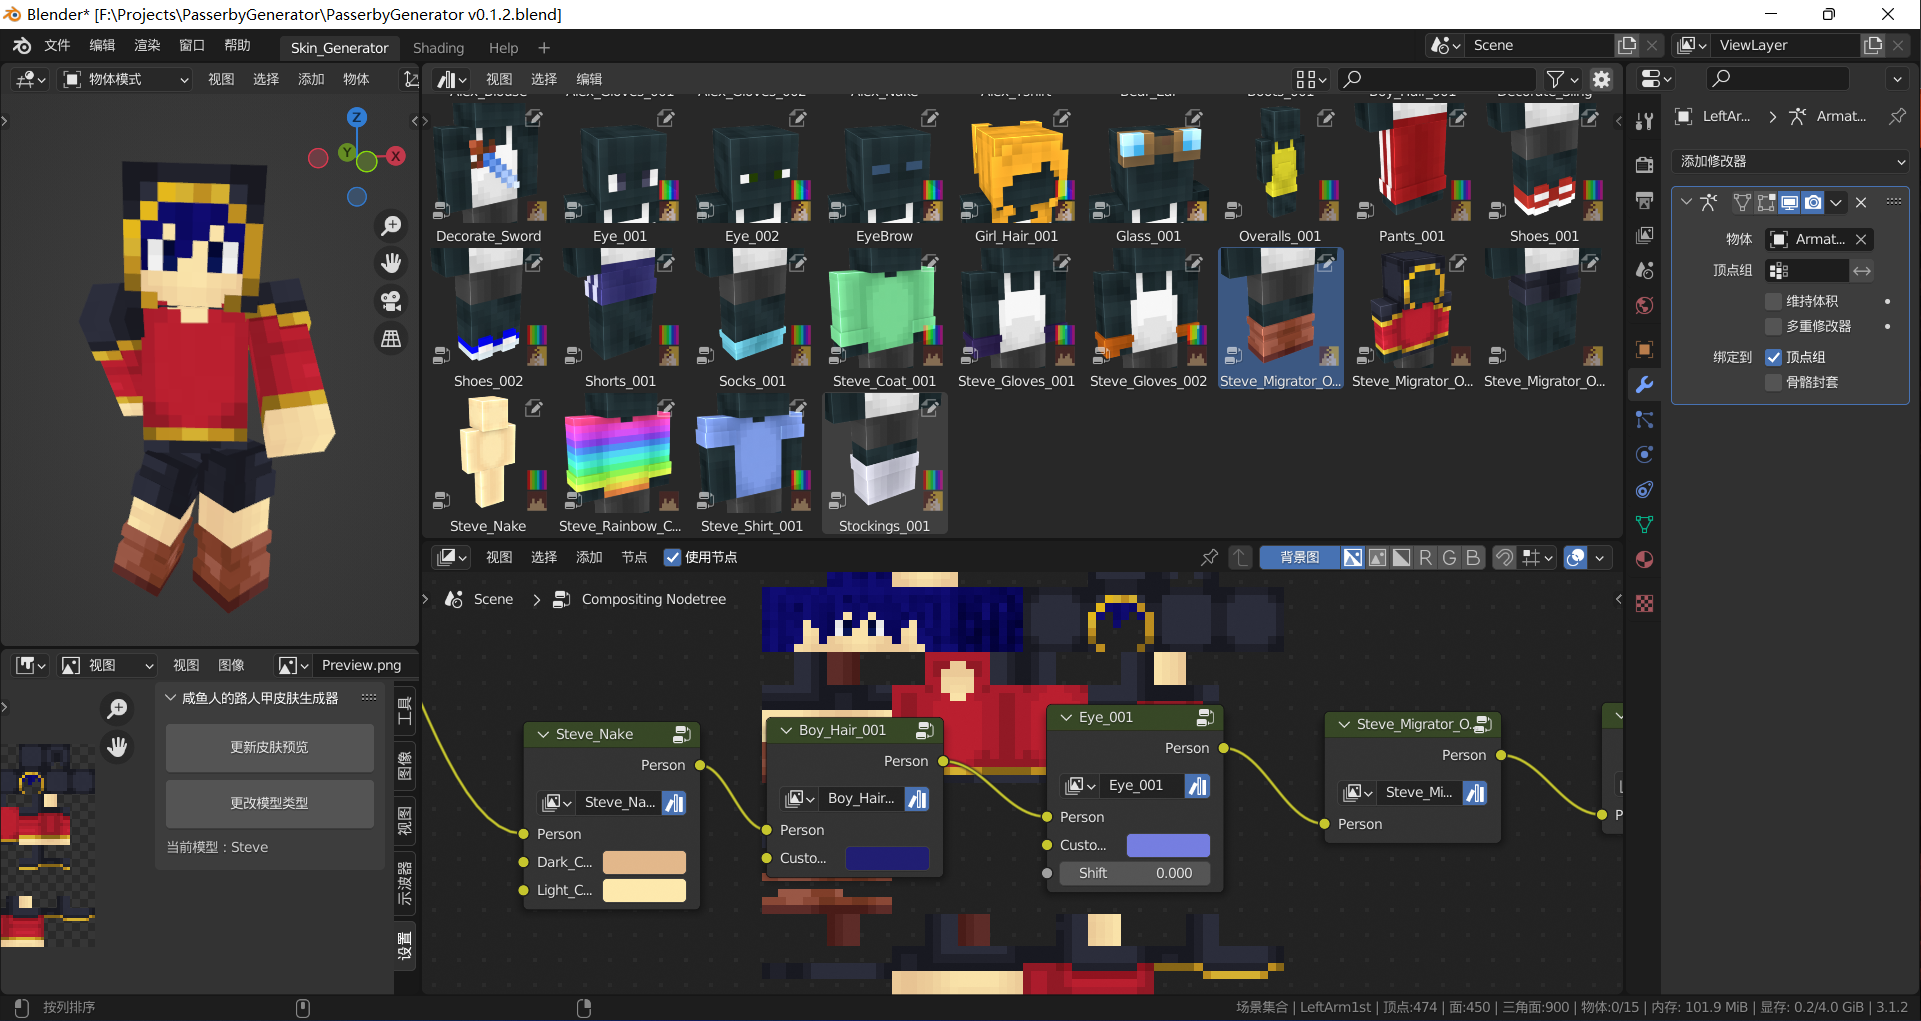 Blender* [F:\Projects\PasserbyGenerator\PasserbyGenerator v0.1.2.blend]
文件 编辑 渲染 窗口 帮助 Skin_Generator Shading Help + Scene ViewLayer
物体模式 视图 选择 添加 物体
视图 选择 编辑
Z
Y X
Decorate_Sword Eye_001 Eye_002 EyeBrow Girl_Hair_001 Glass_001 Overalls_001 Pants_001 Shoes_001
Shoes_002 Shorts_001 Socks_001 Steve_Coat_001 Steve_Gloves_001 Steve_Gloves_002 Steve_Migrator_O... Steve_Migrator_O... Steve_Migrator_O...
Steve_Nake Steve_Rainbow_C... Steve_Shirt_001 Stockings_001
LeftAr... Armat...
添加修改器
物体 Armat...
顶点组
维持体积
多重修改器
绑定到 顶点组
骨骼封套
视图 选择 添加 节点 使用节点 背景图 R G B
Scene Compositing Nodetree
Steve_Nake
Person
Steve_Na...
Person
Dark_C...
Light_C...
Boy_Hair_001
Person
Boy_Hair...
Person
Custo...
Eye_001
Person
Eye_001
Person
Custo...
Shift 0.000
Steve_Migrator_O...
Person
Steve_Mi...
Person
视图 视图 图像 Preview.png
咸鱼人的路人甲皮肤生成器
更新皮肤预览
更改模型类型
当前模型：Steve
工具
图像
视图
示波器
设置
按列排序
场景集合 | LeftArm1st | 顶点:474 | 面:450 | 三角面:900 | 物体:0/15 | 内存: 101.9 MiB | 显存: 0.2/4.0 GiB | 3.1.2